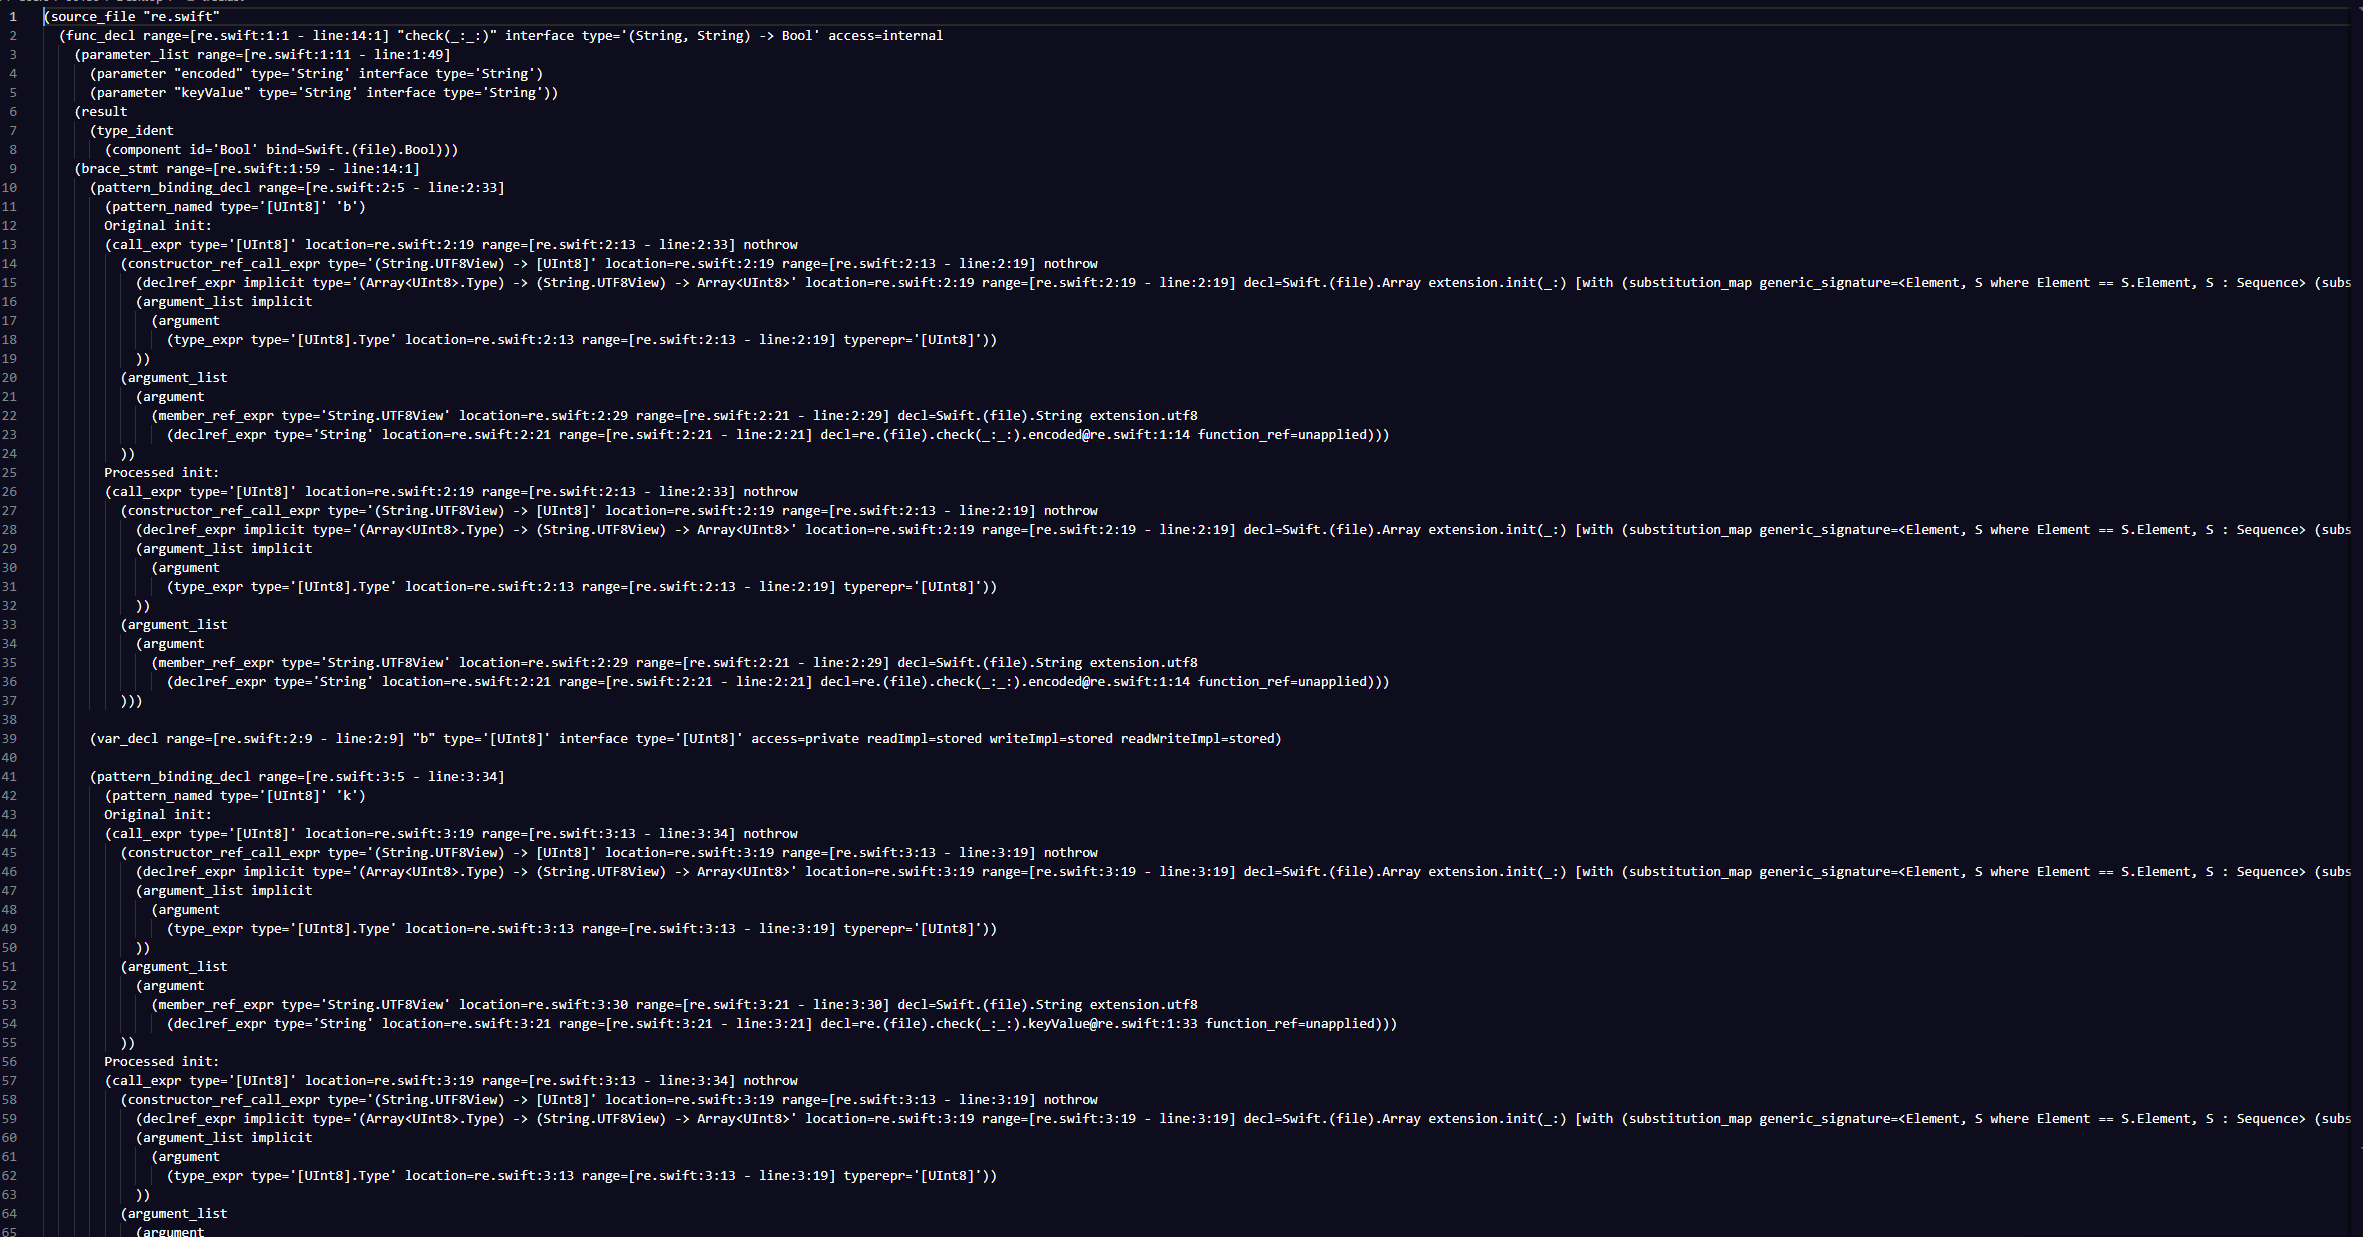 1 (source_file "re.swift"
2 (func_decl range=[re.swift:1:1 - line:14:1] "check(_:_:)" interface type='(String, String) -> Bool' access=internal
3 (parameter_list range=[re.swift:1:11 - line:1:49]
4 (parameter "encoded" type='String' interface type='String')
5 (parameter "keyValue" type='String' interface type='String'))
6 (result
7 (type_ident
8 (component id='Bool' bind=Swift.(file).Bool)))
9 (brace_stmt range=[re.swift:1:59 - line:14:1]
10 (pattern_binding_decl range=[re.swift:2:5 - line:2:33]
11 (pattern_named type='[UInt8]' 'b')
12 Original init:
13 (call_expr type='[UInt8]' location=re.swift:2:19 range=[re.swift:2:13 - line:2:33] nothrow
14 (constructor_ref_call_expr type='(String.UTF8View) -> [UInt8]' location=re.swift:2:19 range=[re.swift:2:13 - line:2:19] nothrow
15 (declref_expr implicit type='(Array<UInt8>.Type) -> (String.UTF8View) -> Array<UInt8>' location=re.swift:2:19 range=[re.swift:2:19 - line:2:19] decl=Swift.(file).Array extension.init(_:) [with (substitution_map generic_signature=<Element, S where Element == S.Element, S : Sequence> (subs
16 (argument_list implicit
17 (argument
18 (type_expr type='[UInt8].Type' location=re.swift:2:13 range=[re.swift:2:13 - line:2:19] typerepr='[UInt8]'))
19 ))
20 (argument_list
21 (argument
22 (member_ref_expr type='String.UTF8View' location=re.swift:2:29 range=[re.swift:2:21 - line:2:29] decl=Swift.(file).String extension.utf8
23 (declref_expr type='String' location=re.swift:2:21 range=[re.swift:2:21 - line:2:21] decl=re.(file).check(_:_:).encoded@re.swift:1:14 function_ref=unapplied)))
24 ))
25 Processed init:
26 (call_expr type='[UInt8]' location=re.swift:2:19 range=[re.swift:2:13 - line:2:33] nothrow
27 (constructor_ref_call_expr type='(String.UTF8View) -> [UInt8]' location=re.swift:2:19 range=[re.swift:2:13 - line:2:19] nothrow
28 (declref_expr implicit type='(Array<UInt8>.Type) -> (String.UTF8View) -> Array<UInt8>' location=re.swift:2:19 range=[re.swift:2:19 - line:2:19] decl=Swift.(file).Array extension.init(_:) [with (substitution_map generic_signature=<Element, S where Element == S.Element, S : Sequence> (subs
29 (argument_list implicit
30 (argument
31 (type_expr type='[UInt8].Type' location=re.swift:2:13 range=[re.swift:2:13 - line:2:19] typerepr='[UInt8]'))
32 ))
33 (argument_list
34 (argument
35 (member_ref_expr type='String.UTF8View' location=re.swift:2:29 range=[re.swift:2:21 - line:2:29] decl=Swift.(file).String extension.utf8
36 (declref_expr type='String' location=re.swift:2:21 range=[re.swift:2:21 - line:2:21] decl=re.(file).check(_:_:).encoded@re.swift:1:14 function_ref=unapplied)))
37 )))
38
39 (var_decl range=[re.swift:2:9 - line:2:9] "b" type='[UInt8]' interface type='[UInt8]' access=private readImpl=stored writeImpl=stored readWriteImpl=stored)
40
41 (pattern_binding_decl range=[re.swift:3:5 - line:3:34]
42 (pattern_named type='[UInt8]' 'k')
43 Original init:
44 (call_expr type='[UInt8]' location=re.swift:3:19 range=[re.swift:3:13 - line:3:34] nothrow
45 (constructor_ref_call_expr type='(String.UTF8View) -> [UInt8]' location=re.swift:3:19 range=[re.swift:3:13 - line:3:19] nothrow
46 (declref_expr implicit type='(Array<UInt8>.Type) -> (String.UTF8View) -> Array<UInt8>' location=re.swift:3:19 range=[re.swift:3:19 - line:3:19] decl=Swift.(file).Array extension.init(_:) [with (substitution_map generic_signature=<Element, S where Element == S.Element, S : Sequence> (subs
47 (argument_list implicit
48 (argument
49 (type_expr type='[UInt8].Type' location=re.swift:3:13 range=[re.swift:3:13 - line:3:19] typerepr='[UInt8]'))
50 ))
51 (argument_list
52 (argument
53 (member_ref_expr type='String.UTF8View' location=re.swift:3:30 range=[re.swift:3:21 - line:3:30] decl=Swift.(file).String extension.utf8
54 (declref_expr type='String' location=re.swift:3:21 range=[re.swift:3:21 - line:3:21] decl=re.(file).check(_:_:).keyValue@re.swift:1:33 function_ref=unapplied)))
55 ))
56 Processed init:
57 (call_expr type='[UInt8]' location=re.swift:3:19 range=[re.swift:3:13 - line:3:34] nothrow
58 (constructor_ref_call_expr type='(String.UTF8View) -> [UInt8]' location=re.swift:3:19 range=[re.swift:3:13 - line:3:19] nothrow
59 (declref_expr implicit type='(Array<UInt8>.Type) -> (String.UTF8View) -> Array<UInt8>' location=re.swift:3:19 range=[re.swift:3:19 - line:3:19] decl=Swift.(file).Array extension.init(_:) [with (substitution_map generic_signature=<Element, S where Element == S.Element, S : Sequence> (subs
60 (argument_list implicit
61 (argument
62 (type_expr type='[UInt8].Type' location=re.swift:3:13 range=[re.swift:3:13 - line:3:19] typerepr='[UInt8]'))
63 ))
64 (argument_list
65 (argument